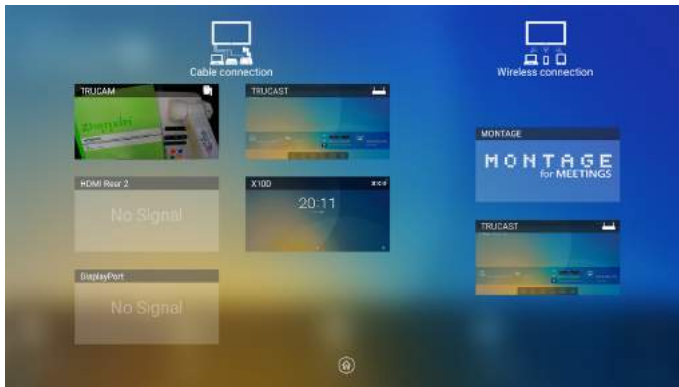 Cable connection
Wireless connection
TRUCAM
TRUCAST
HDMI Rear 2
No Signal
X10D
20:11
DisplayPort
No Signal
MONTAGE
MONTAGE
for MEETINGS
TRUCAST